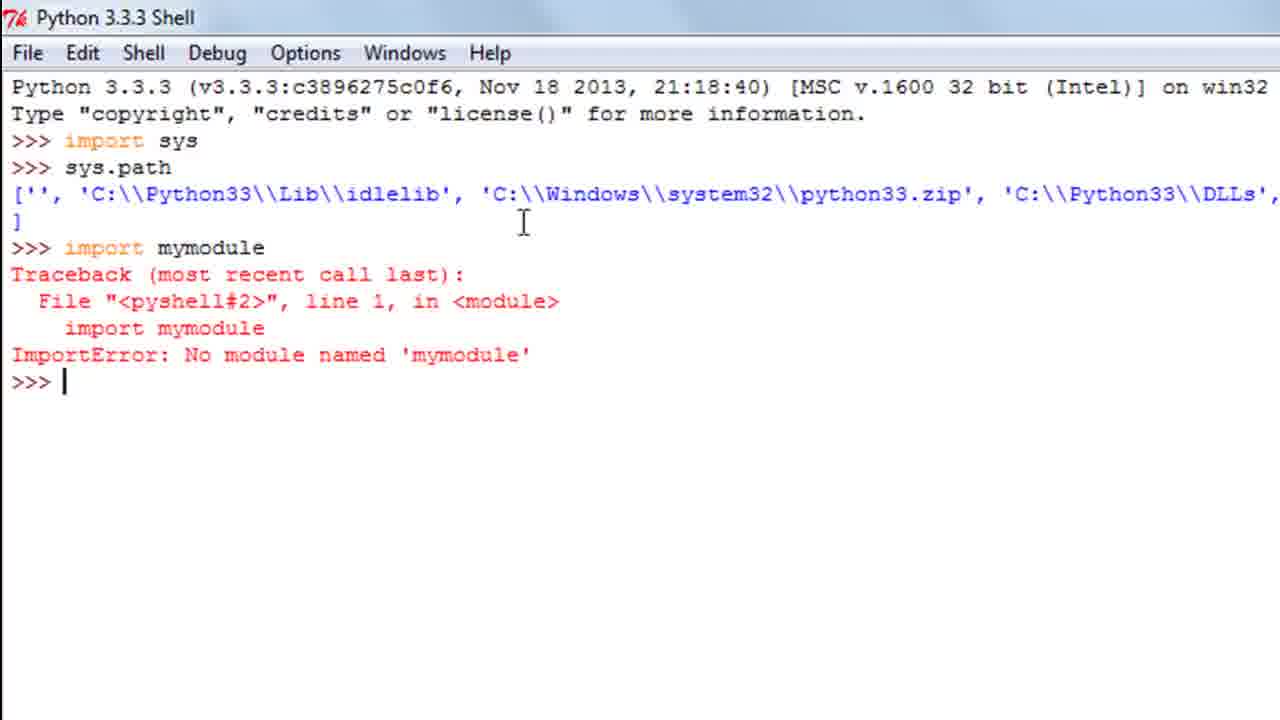 Python 3.3.3 Shell
File Edit Shell Debug Options Windows Help
Python 3.3.3 (v3.3.3:c3896275c0f6, Nov 18 2013, 21:18:40) [MSC v.1600 32 bit (Intel)] on win32
Type "copyright", "credits" or "license()" for more information.
>>> import sys
>>> sys.path
['', 'C:\\Python33\\Lib\\idlelib', 'C:\\Windows\\system32\\python33.zip', 'C:\\Python33\\DLLs',
]
>>> import mymodule
Traceback (most recent call last):
  File "<pyshell#2>", line 1, in <module>
    import mymodule
ImportError: No module named 'mymodule'
>>>